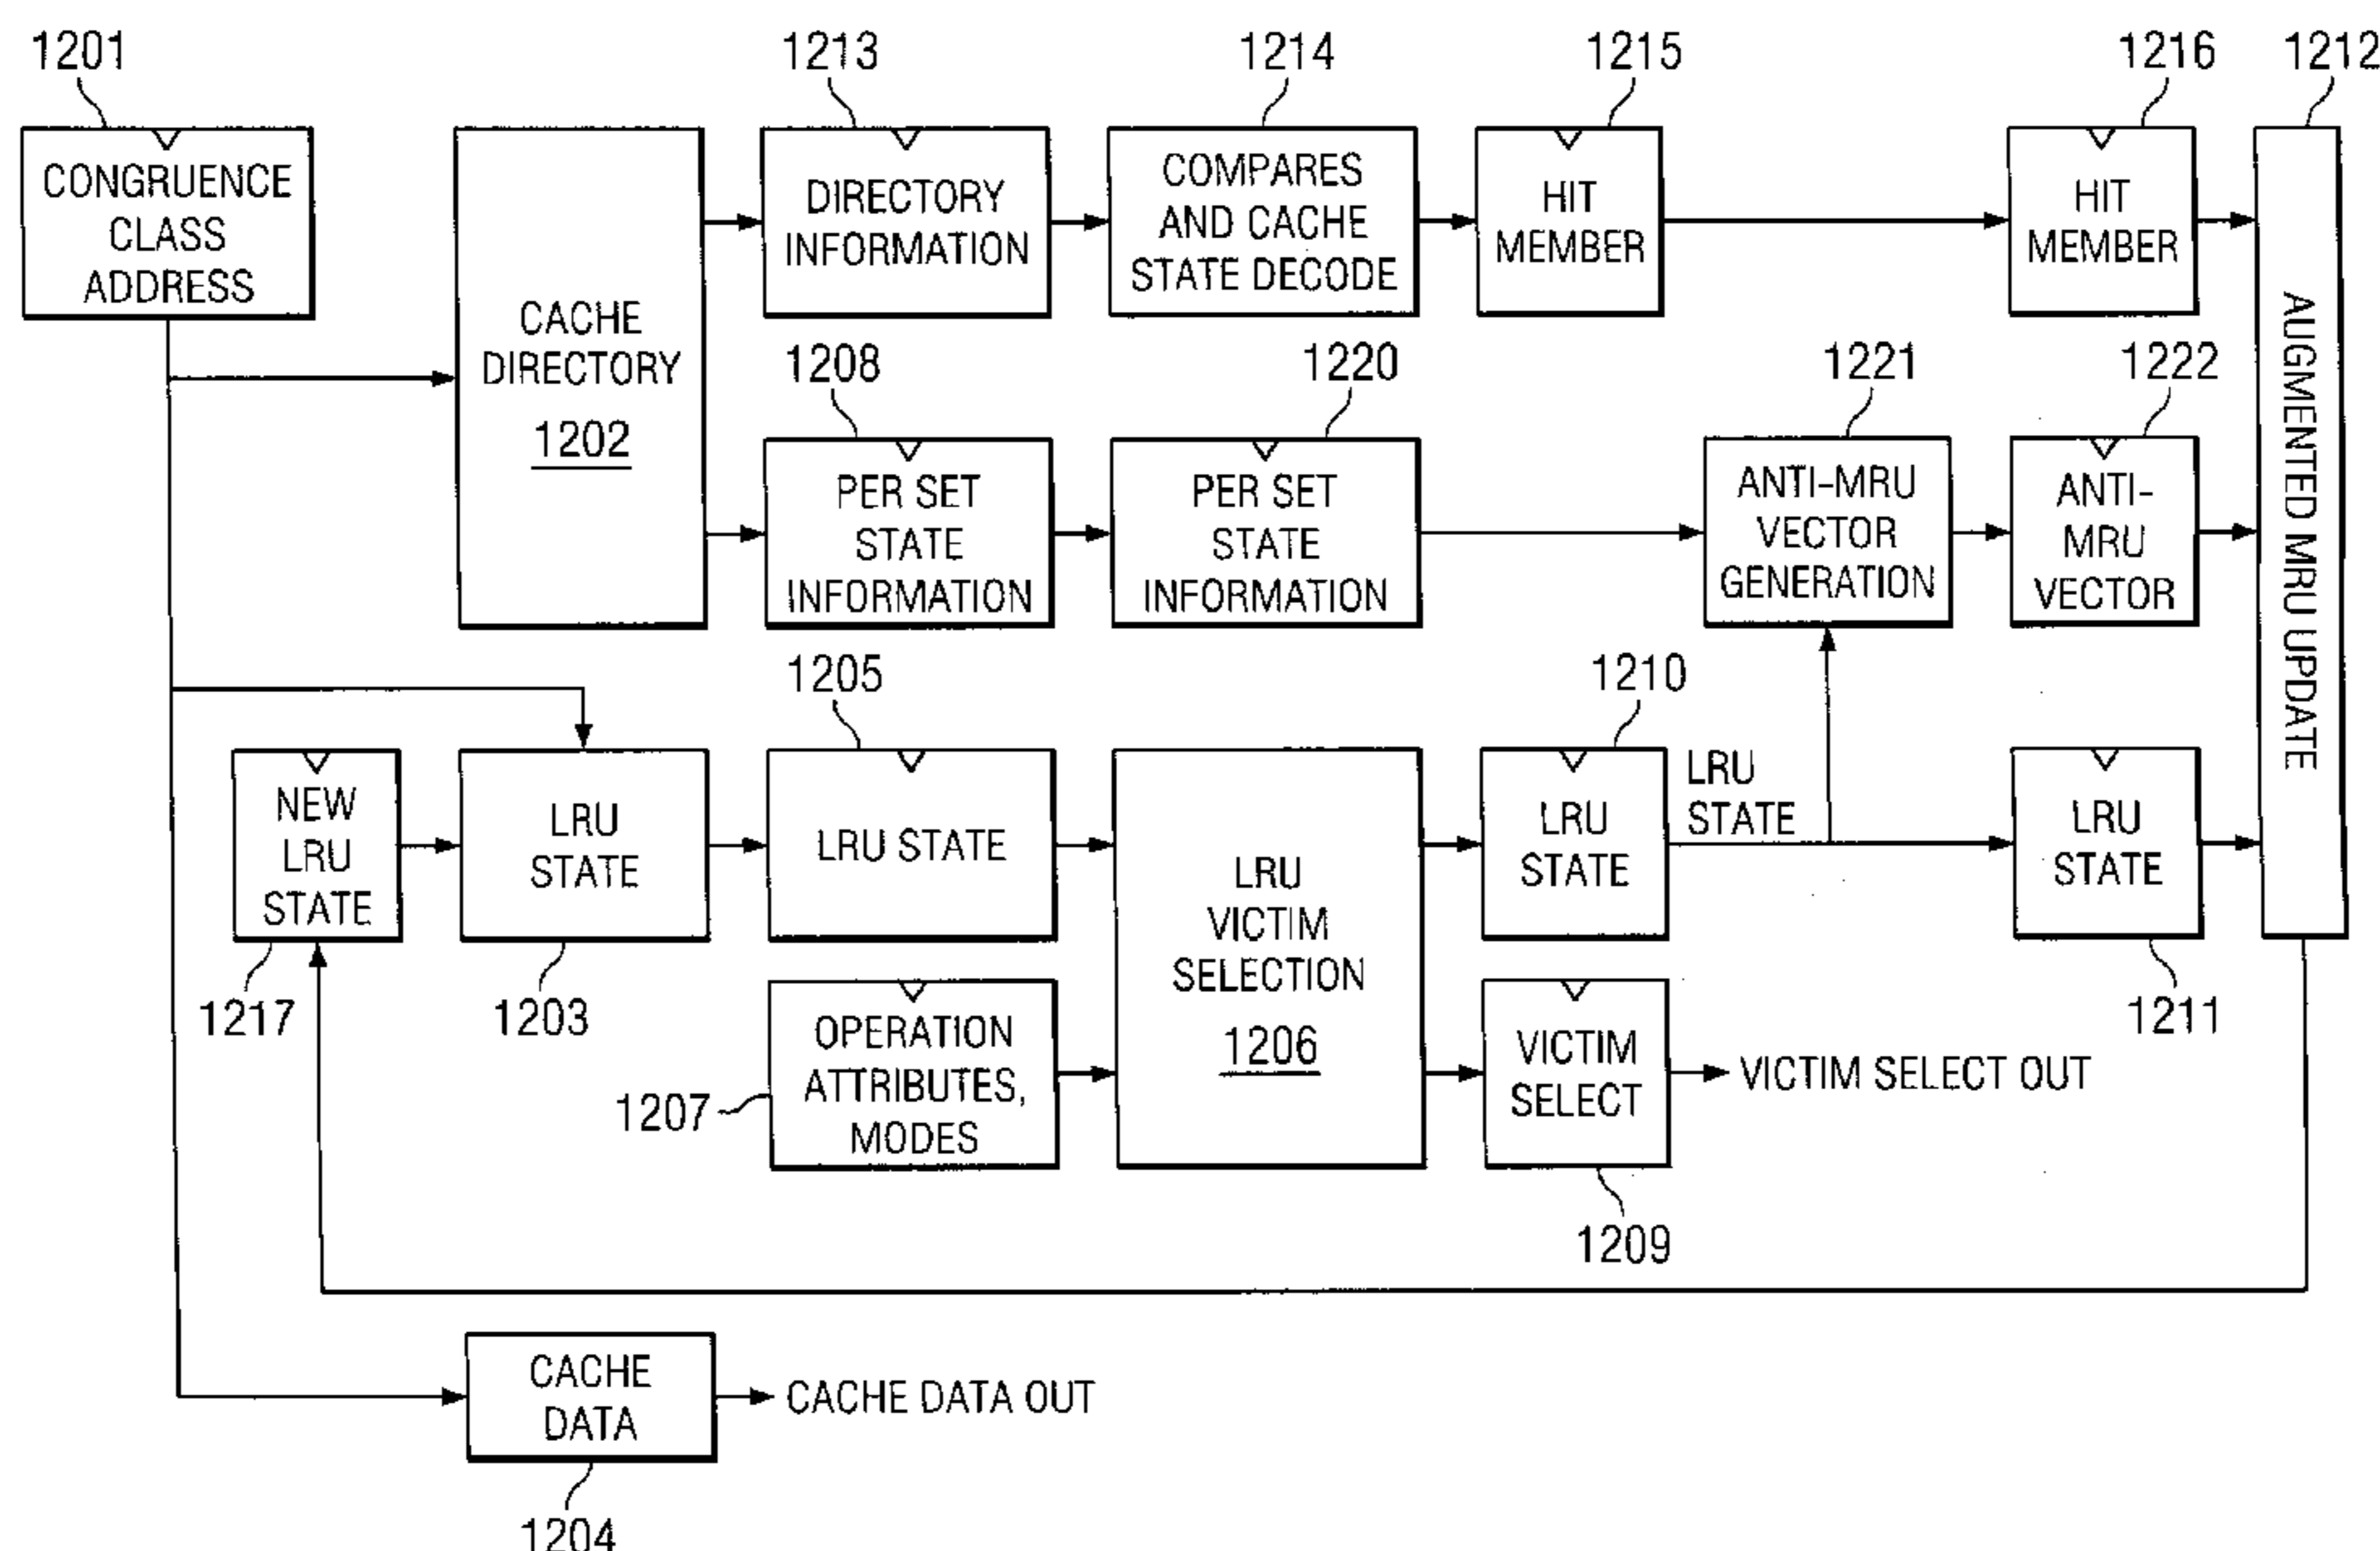 1201
1213
1214
1215
1216
1212
CONGRUENCE
CLASS
ADDRESS
CACHE
DIRECTORY
1202
DIRECTORY
INFORMATION
COMPARES
AND CACHE
STATE DECODE
HIT
MEMBER
HIT
MEMBER
AUGMENTED MRU UPDATE
1208
1220
1221
1222
PER SET
STATE
INFORMATION
PER SET
STATE
INFORMATION
ANTI-MRU
VECTOR
GENERATION
ANTI-
MRU
VECTOR
1205
1210
NEW
LRU
STATE
LRU
STATE
LRU STATE
LRU
VICTIM
SELECTION
1206
LRU
STATE
LRU
STATE
LRU
STATE
1217
1203
1211
1207
OPERATION
ATTRIBUTES,
MODES
VICTIM
SELECT
VICTIM SELECT OUT
1209
CACHE
DATA
CACHE DATA OUT
1204